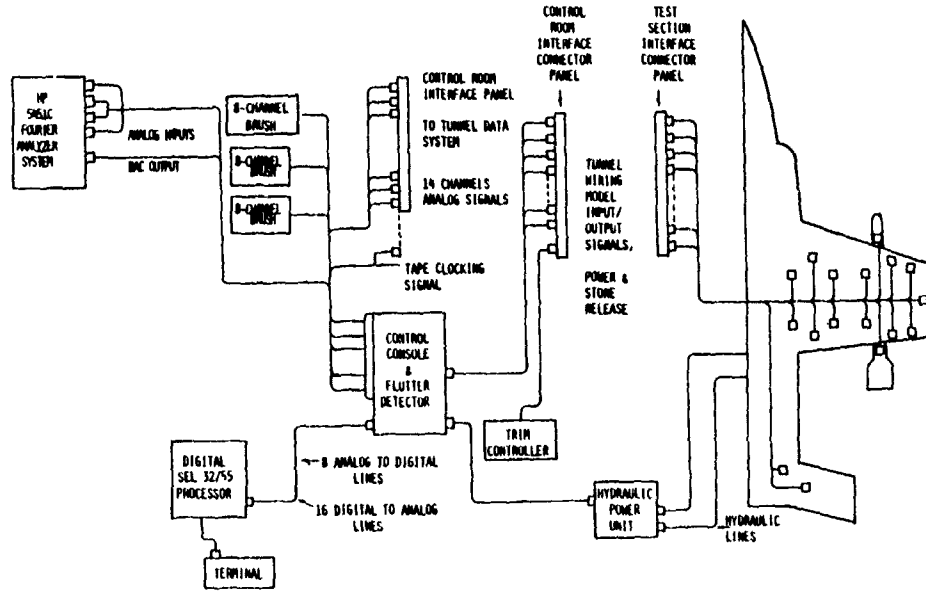 HP
5451C
FOURIER
ANALYZER
SYSTEM
ANALOG INPUTS
DAC OUTPUT
8-CHANNEL
BRUSH
8-CHANNEL
BRUSH
8-CHANNEL
BRUSH
CONTROL ROOM
INTERFACE PANEL
TO TUNNEL DATA
SYSTEM
14 CHANNELS
ANALOG SIGNALS
TAPE CLOCKING
SIGNAL
CONTROL
ROOM
INTERFACE
CONNECTOR
PANEL
TEST
SECTION
INTERFACE
CONNECTOR
PANEL
TUNNEL
WIRING
MODEL
INPUT/
OUTPUT
SIGNALS,
POWER &
STORE
RELEASE
CONTROL
CONSOLE
&
FLUTTER
DETECTOR
TRIM
CONTROLLER
DIGITAL
SEL 32/55
PROCESSOR
8 ANALOG TO DIGITAL
LINES
16 DIGITAL TO ANALOG
LINES
TERMINAL
HYDRAULIC
POWER
UNIT
HYDRAULIC
LINES